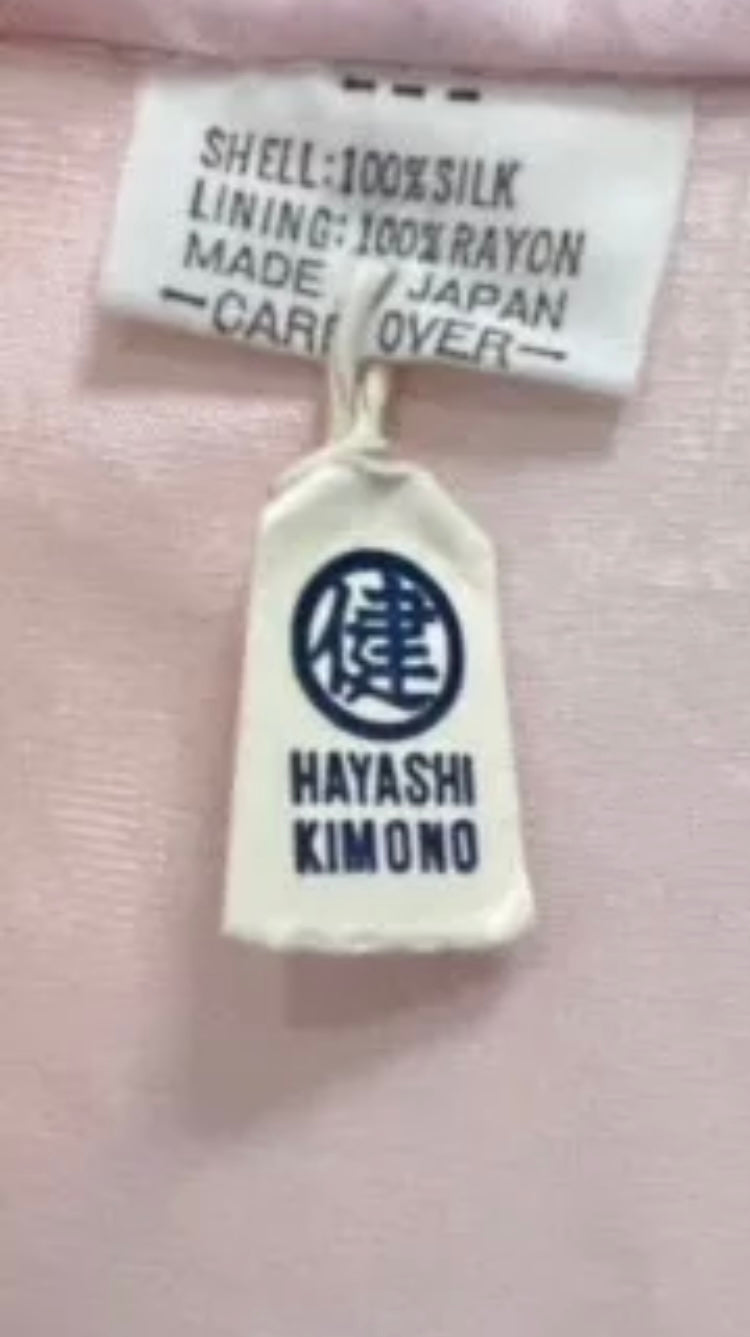 SHELL:100%SILK
LINING:100%RAYON
MADE JAPAN
OVER—
健
HAYASHI
KIMONO